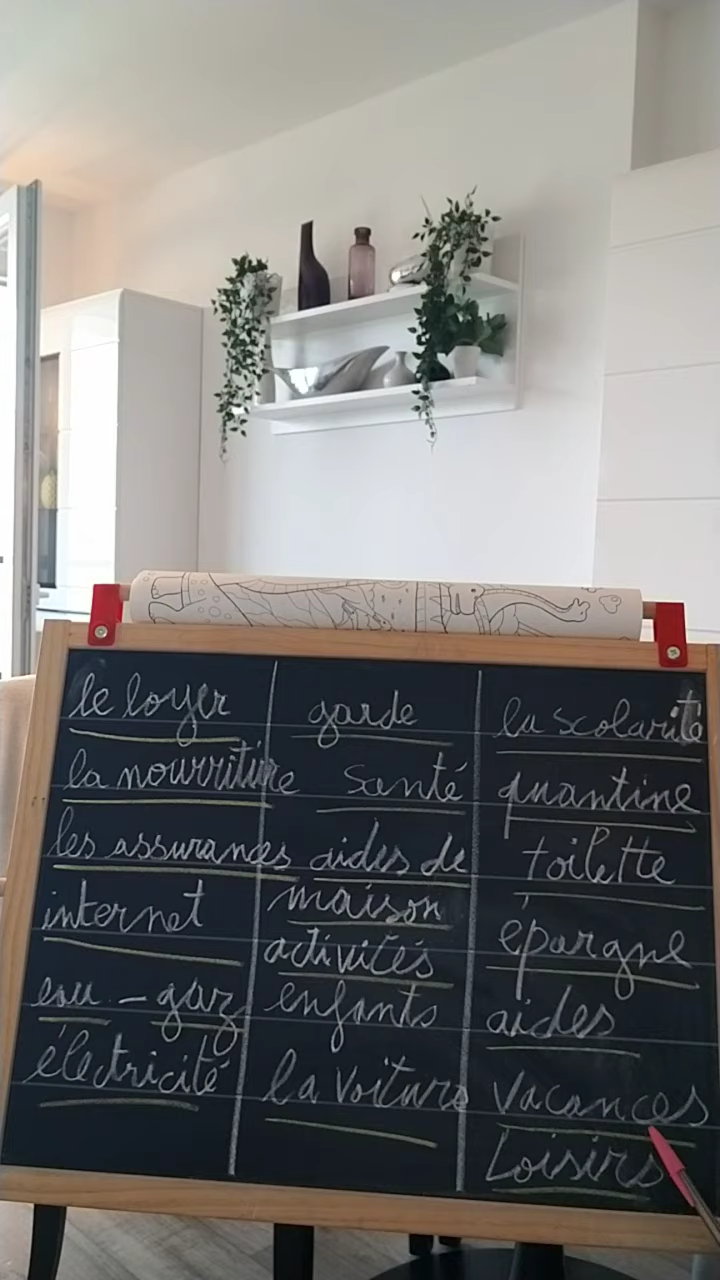 le loyer
la nourriture
les assurances
internet
eau - gaz
électricité
garde
santé
aides de
maison
activités
enfants
la voiture
la scolarité
quantine
toilette
épargne
aides
vacances
Loisirs